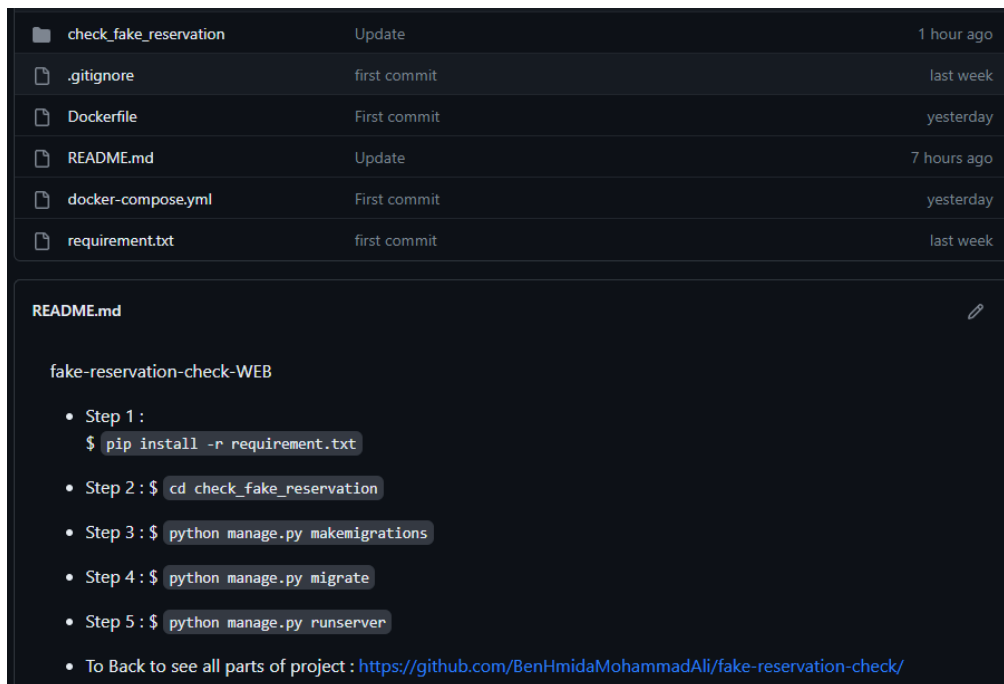 check_fake_reservation Update 1 hour ago
.gitignore first commit last week
Dockerfile First commit yesterday
README.md Update 7 hours ago
docker-compose.yml First commit yesterday
requirement.txt first commit last week
README.md
fake-reservation-check-WEB
• Step 1 :
$ pip install -r requirement.txt
• Step 2 : $ cd check_fake_reservation
• Step 3 : $ python manage.py makemigrations
• Step 4 : $ python manage.py migrate
• Step 5 : $ python manage.py runserver
• To Back to see all parts of project : https://github.com/BenHmidaMohammadAli/fake-reservation-check/